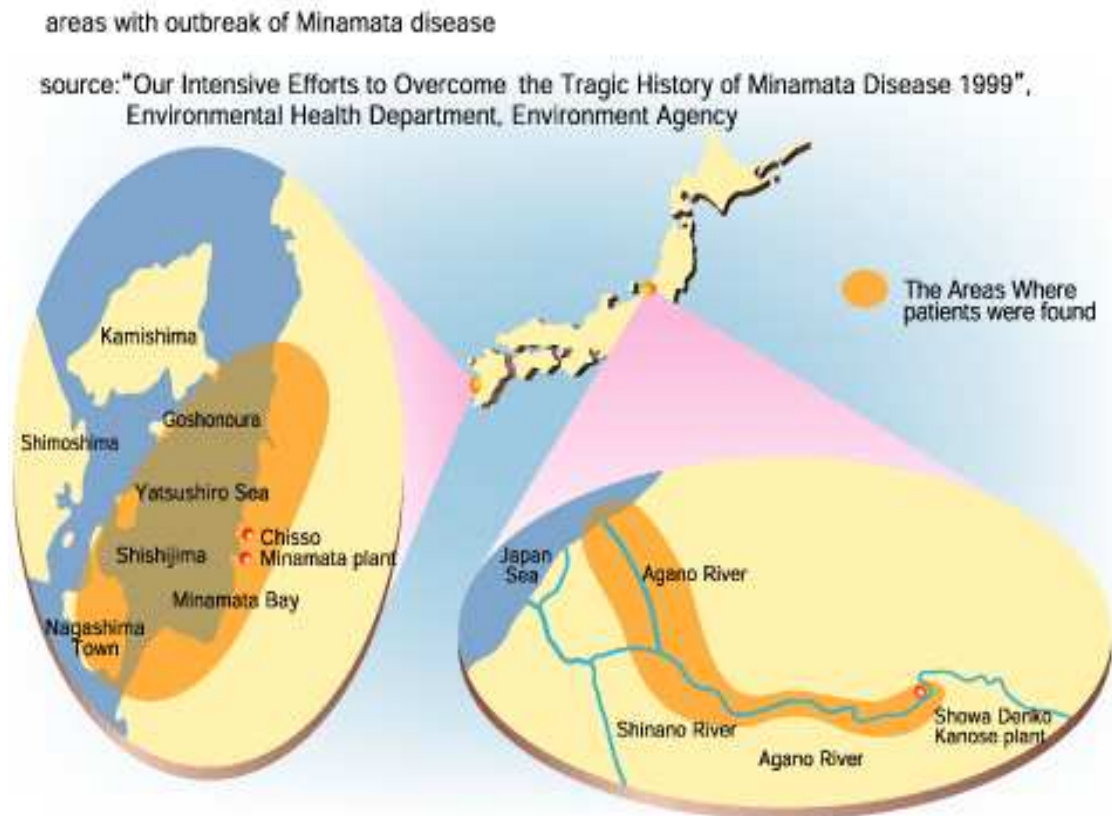 areas with outbreak of Minamata disease
source:"Our Intensive Efforts to Overcome the Tragic History of Minamata Disease 1999",
Environmental Health Department, Environment Agency
The Areas Where
patients were found
Kamishima
Goshonoura
Shimoshima
Yatsushiro Sea
Chisso
Shishijima
Minamata plant
Minamata Bay
Nagashima
Town
Japan
Sea
Agano River
Shinano River
Showa Denko
Kanose plant
Agano River